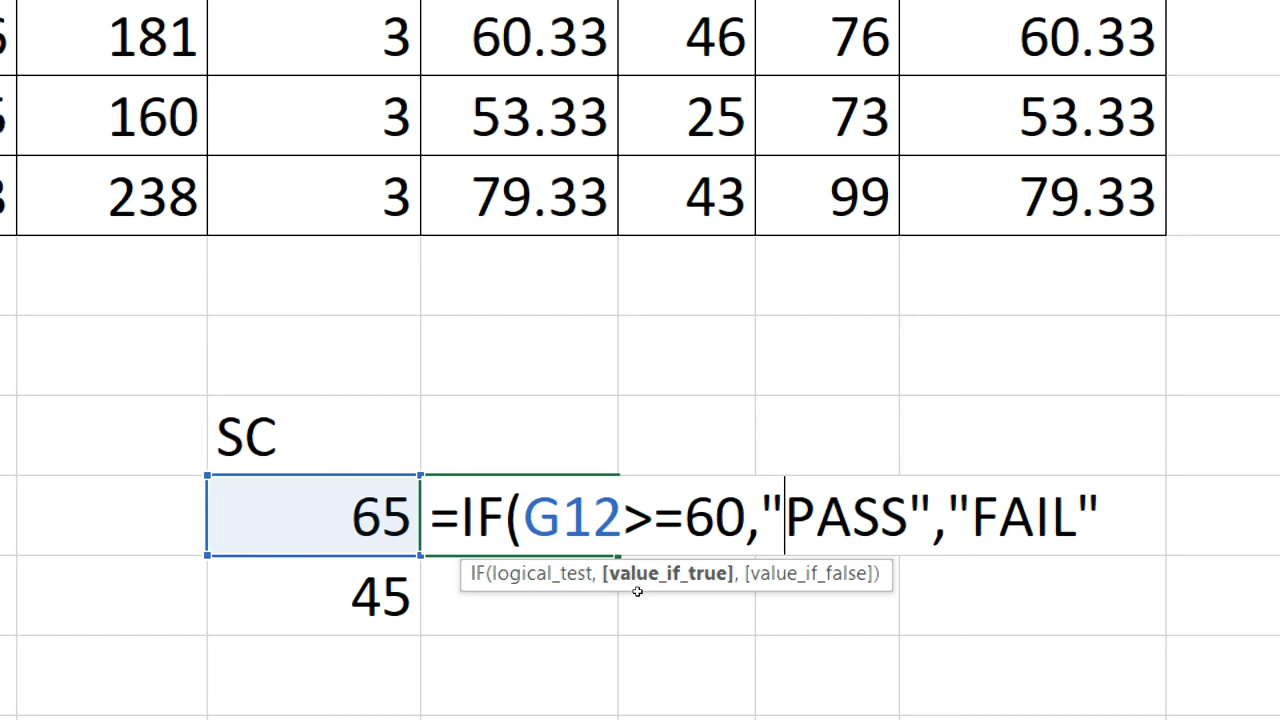 181 3 60.33 46 76 60.33
160 3 53.33 25 73 53.33
238 3 79.33 43 99 79.33
SC
65 =IF(G12>=60,"PASS","FAIL"
IF(logical_test, [value_if_true], [value_if_false])
45